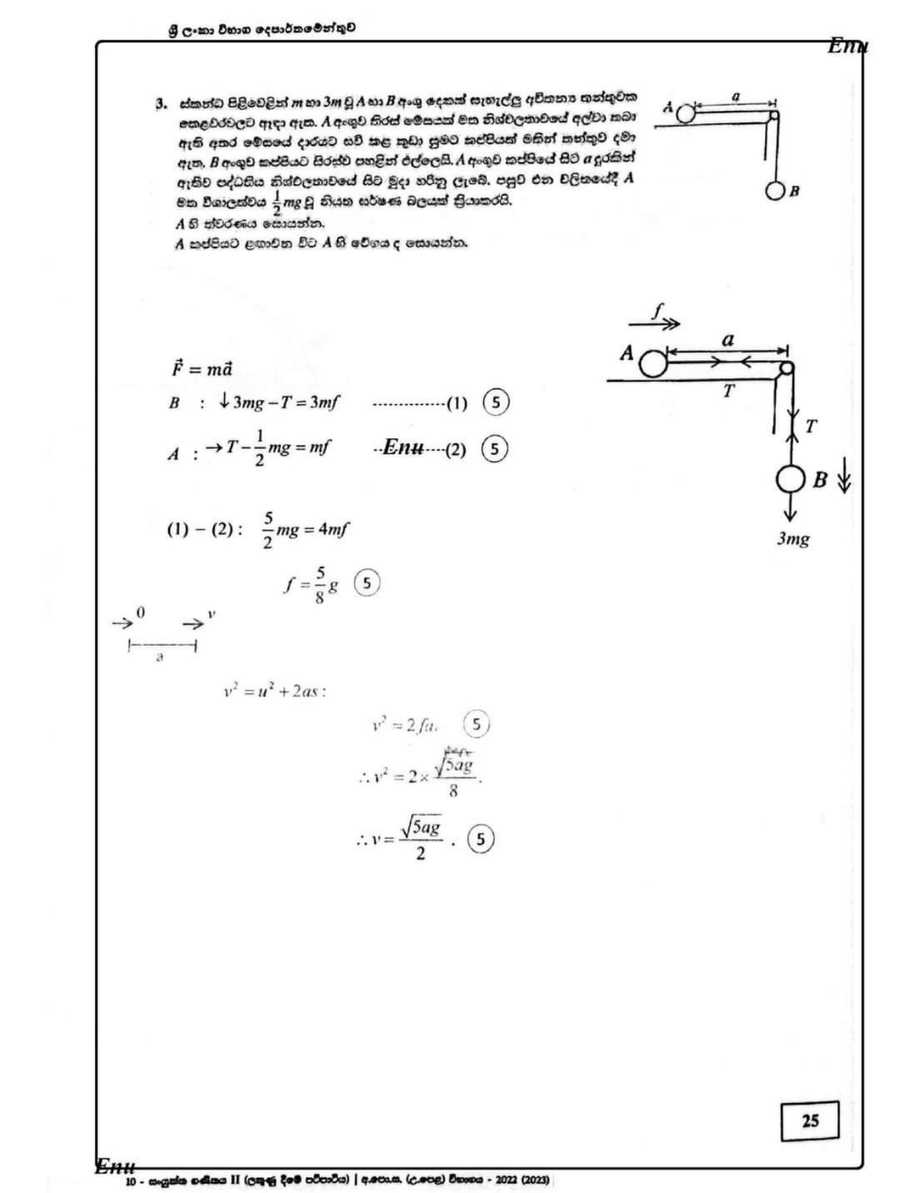 ශ්‍රී ලංකා විභාග දෙපාර්තමේන්තුව
Enu
3. ස්කන්ධ පිළිවෙළින් m හා 3m වූ A හා B අංශු දෙකක් සැහැල්ලු අවිතන්‍ය තන්තුවක
කෙළවරවලට ඈඳා ඇත. A අංශුව තිරස් මේසයක් මත නිශ්චලතාවයේ අල්වා තබා
ඇති අතර මේසයේ දාරයට සවි කළ කුඩා සුමට කප්පියක් මතින් තන්තුව දමා
ඇත. B අංශුව කප්පියට සිරස්ව පහළින් එල්ලෙයි. A අංශුව කප්පියේ සිට a දුරකින්
ඇතිව පද්ධතිය නිශ්චලතාවයේ සිට මුදා හරිනු ලැබේ. පසුව එන චලිතයේදී A
මත විශාලත්වය 1/2 mg වූ නියත ඝර්ෂණ බලයක් ක්‍රියාකරයි.
A හි ත්වරණය සොයන්න.
A කප්පියට ළඟාවන විට A හි වේගය ද සොයන්න.
A a
B
f
A a
T
T
B
3mg
F⃗ = ma⃗
B : ↓ 3mg – T = 3mf --------------(1) 5
A : → T – 1/2 mg = mf --Enu----(2) 5
(1) – (2) : 5/2 mg = 4mf
f = 5/8 g 5
0 v
a
v² = u² + 2as :
v² = 2fa. 5
∴ v² = 2 × √5ag/8.
∴ v = √5ag/2 . 5
25
Enu
10 - සංයුක්ත ගණිතය II (ලකුණු දීමේ පටිපාටිය) | අ.පො.ස. (උ.පෙළ) විභාගය - 2022 (2023)